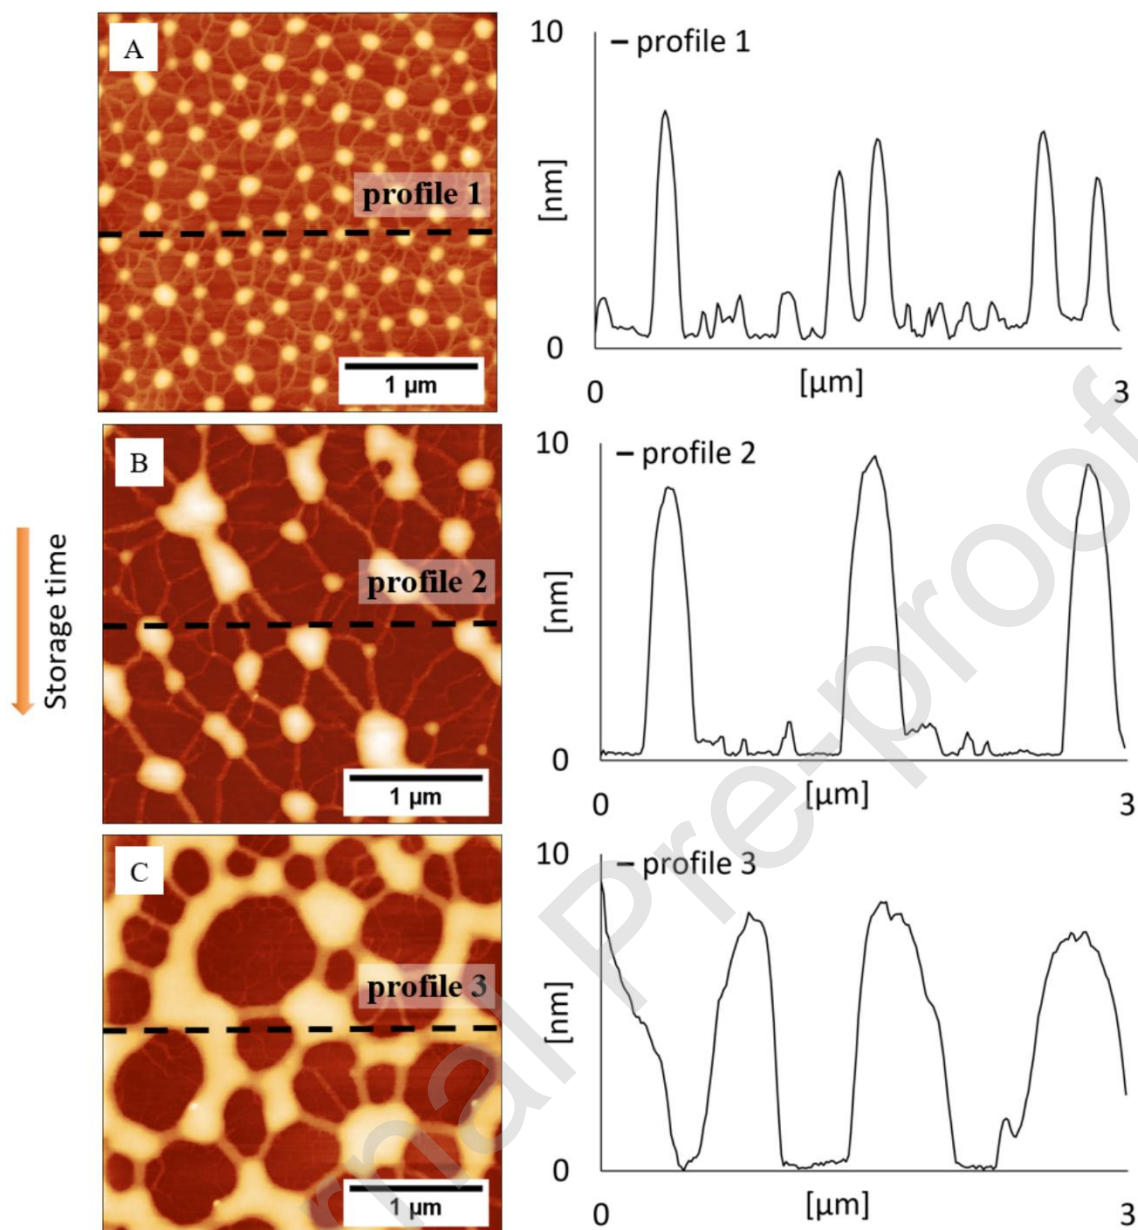 A
profile 1
1 µm
10
– profile 1
[nm]
0
0
[µm]
3
Storage time
B
profile 2
1 µm
10
– profile 2
[nm]
0
0
[µm]
3
C
profile 3
1 µm
10
– profile 3
[nm]
0
0
[µm]
3
nal Pre-proof